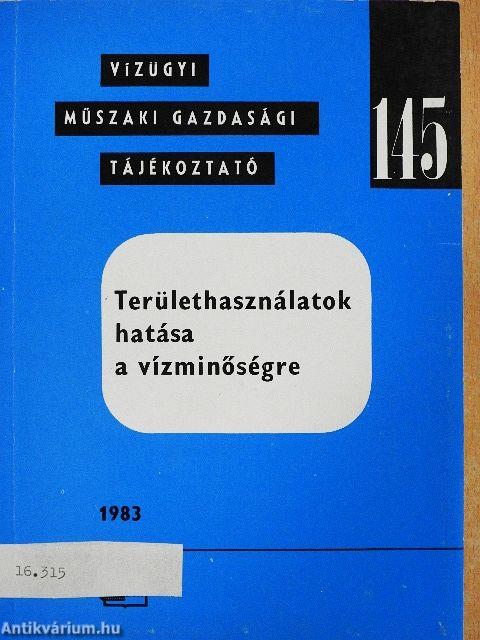 VÍZÜGYI
MŰSZAKI GAZDASÁGI
TÁJÉKOZTATÓ
145
Területhasználatok
hatása
a vízminőségre
1983
16.315
Antikvárium.hu